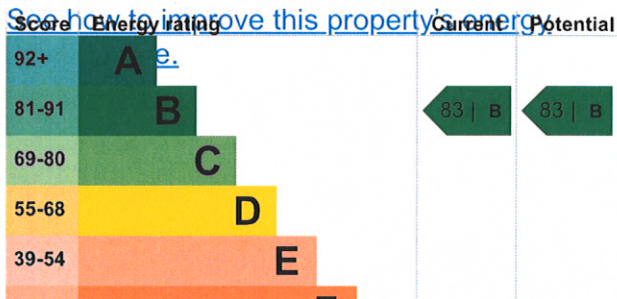 See how to improve this property's energy
Score Energy rating Current Potential
92+ A
81-91 B 83 | B 83 | B
69-80 C
55-68 D
39-54 E